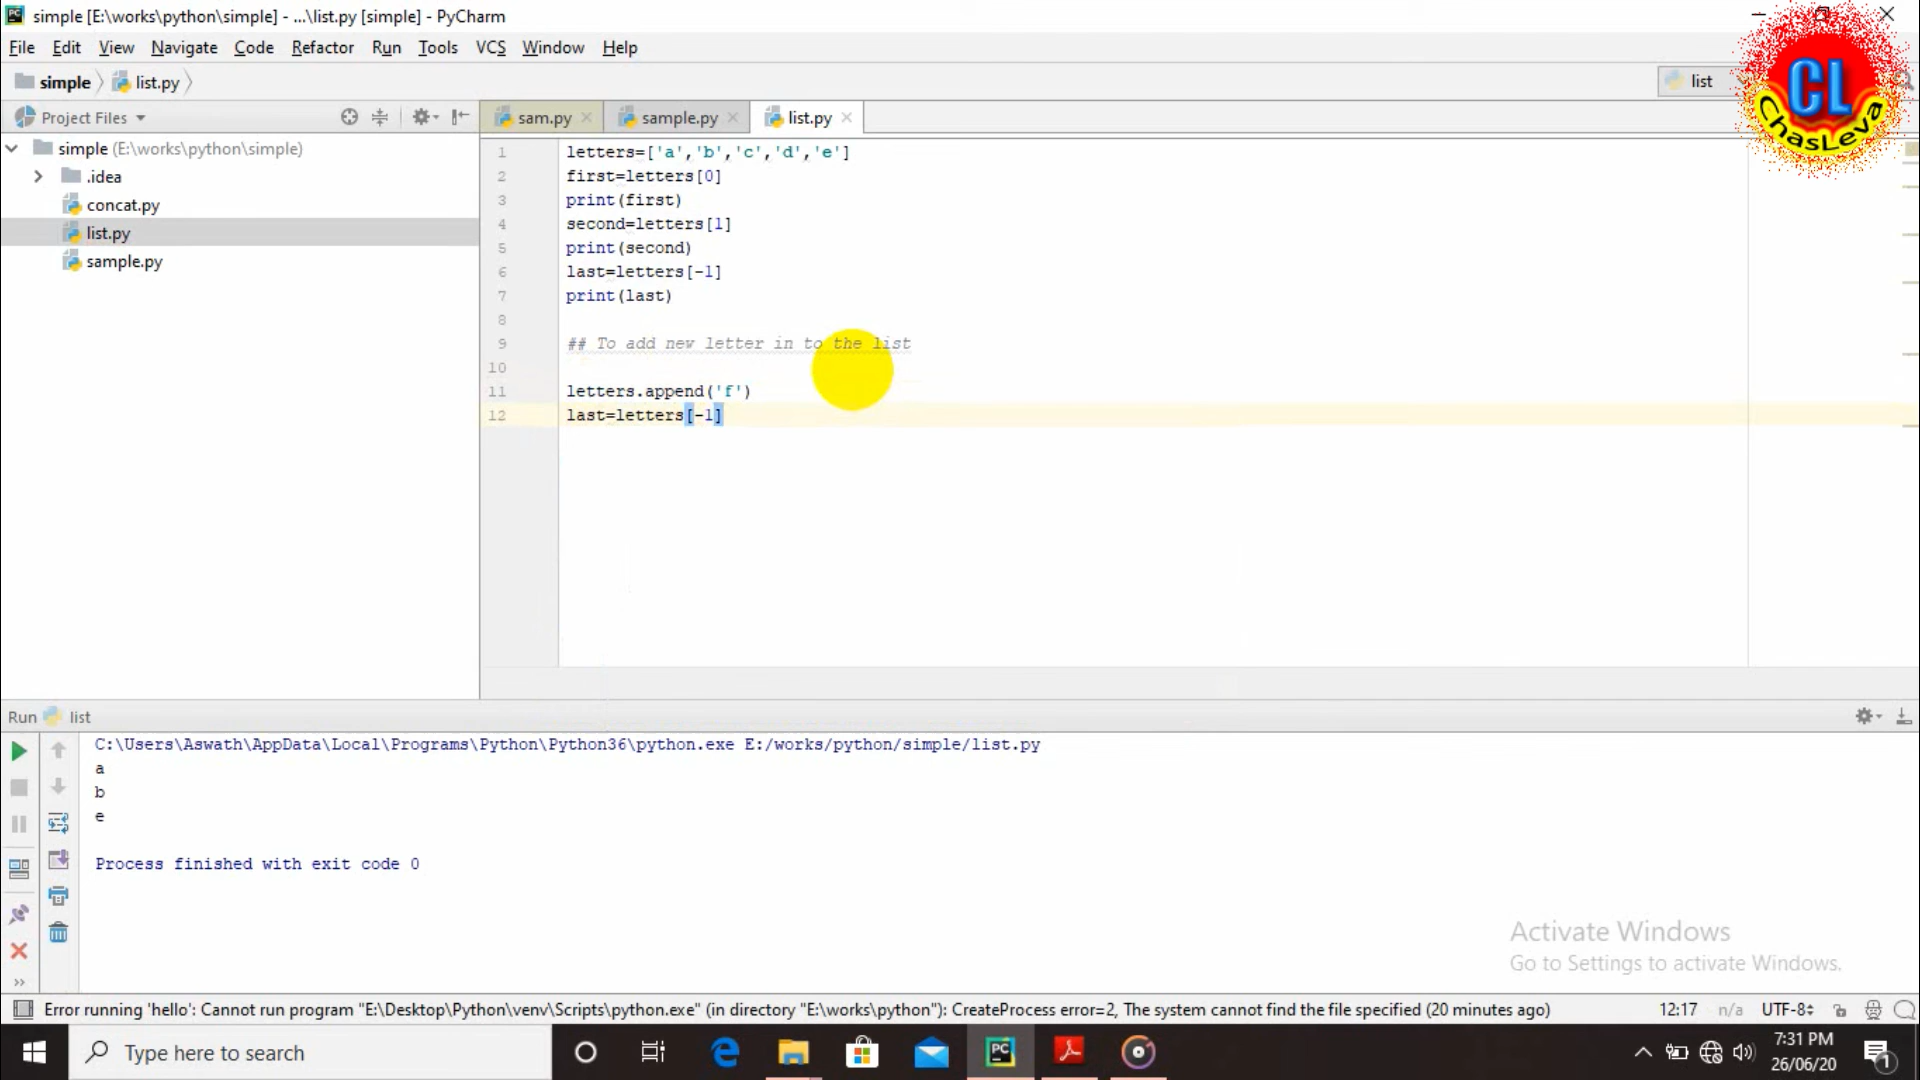 simple [E:\works\python\simple] - ...\list.py [simple] - PyCharm
File Edit View Navigate Code Refactor Run Tools VCS Window Help
simple list.py list
CL
ChasLeva
Project Files sam.py sample.py list.py
simple (E:\works\python\simple)
.idea
concat.py
list.py
sample.py
1 letters=['a','b','c','d','e']
2 first=letters[0]
3 print(first)
4 second=letters[1]
5 print(second)
6 last=letters[-1]
7 print(last)
8
9 ## To add new letter in to the list
10
11 letters.append('f')
12 last=letters[-1]
Run list
C:\Users\Aswath\AppData\Local\Programs\Python\Python36\python.exe E:/works/python/simple/list.py
a
b
e
Process finished with exit code 0
Activate Windows
Go to Settings to activate Windows.
Error running 'hello': Cannot run program "E:\Desktop\Python\venv\Scripts\python.exe" (in directory "E:\works\python"): CreateProcess error=2, The system cannot find the file specified (20 minutes ago) 12:17 n/a UTF-8
Type here to search
PC
7:31 PM
26/06/20
1